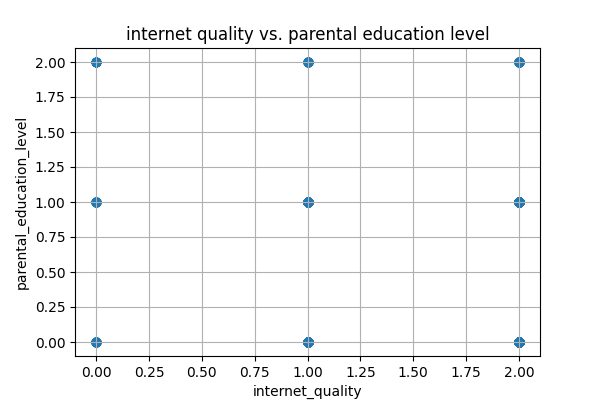 internet quality vs. parental education level
2.00
1.75
1.50
1.25
1.00
0.75
0.50
0.25
0.00
parental_education_level
0.00 0.25 0.50 0.75 1.00 1.25 1.50 1.75 2.00
internet_quality